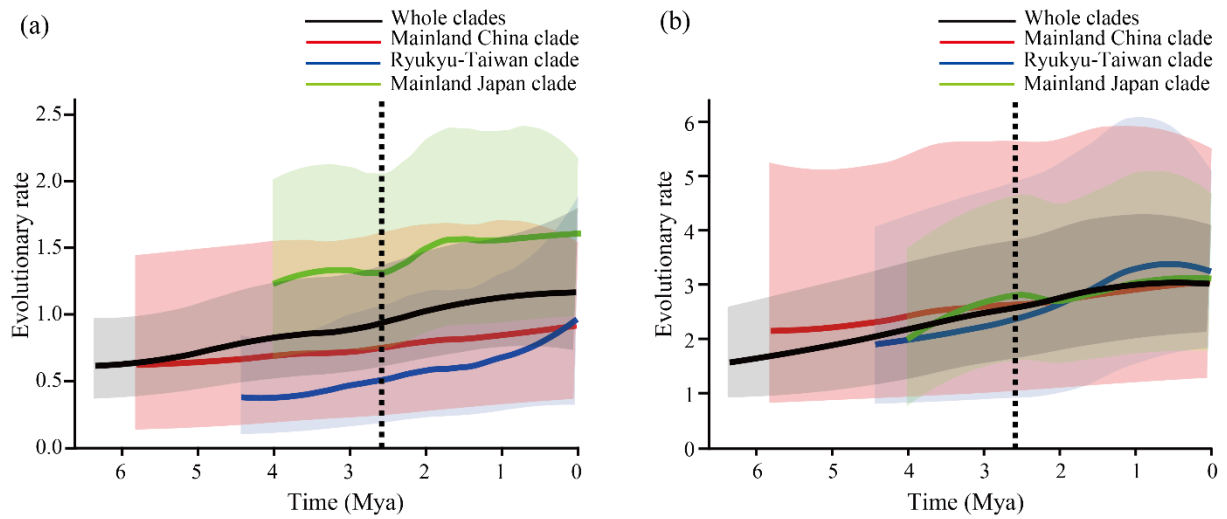 (a)
Whole clades
Mainland China clade
Ryukyu-Taiwan clade
Mainland Japan clade
Evolutionary rate
2.5
2.0
1.5
1.0
0.5
0.0
6 5 4 3 2 1 0
Time (Mya)
(b)
Whole clades
Mainland China clade
Ryukyu-Taiwan clade
Mainland Japan clade
Evolutionary rate
6
5
4
3
2
1
0
6 5 4 3 2 1 0
Time (Mya)